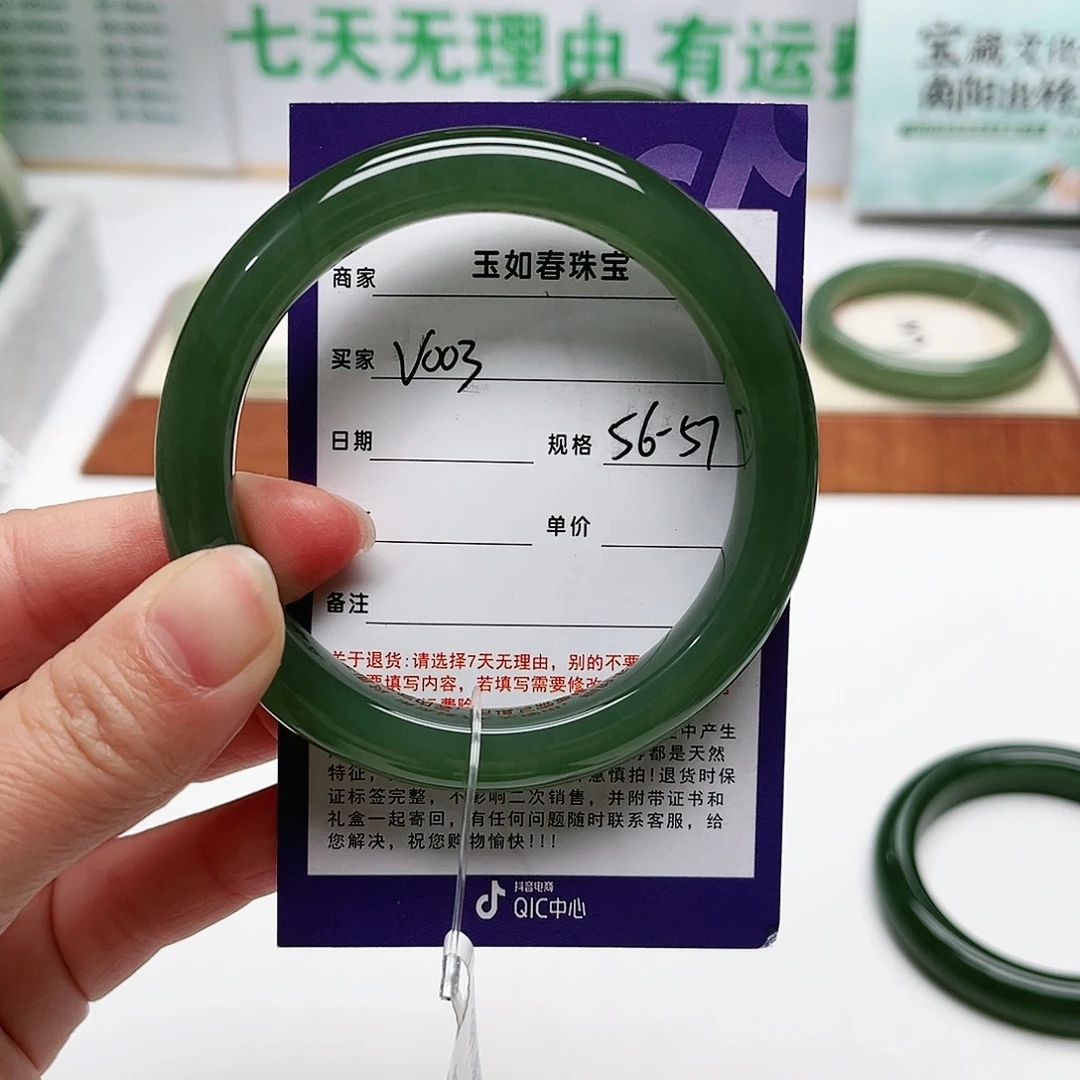 七天无理由 有运费
宝藏文化
商家 玉如春珠宝
买家 V003
日期 规格 56-57
单价
备注
关于退货:请选择7天无理由，别的不要
要填写内容，若填写需要修改
中产生
都是天然
特征，意慎拍!退货时保
证标签完整，不影响二次销售，并附带证书和
礼盒一起寄回，有任何问题随时联系客服，给
您解决，祝您购物愉快!!!
抖音电商
QIC中心